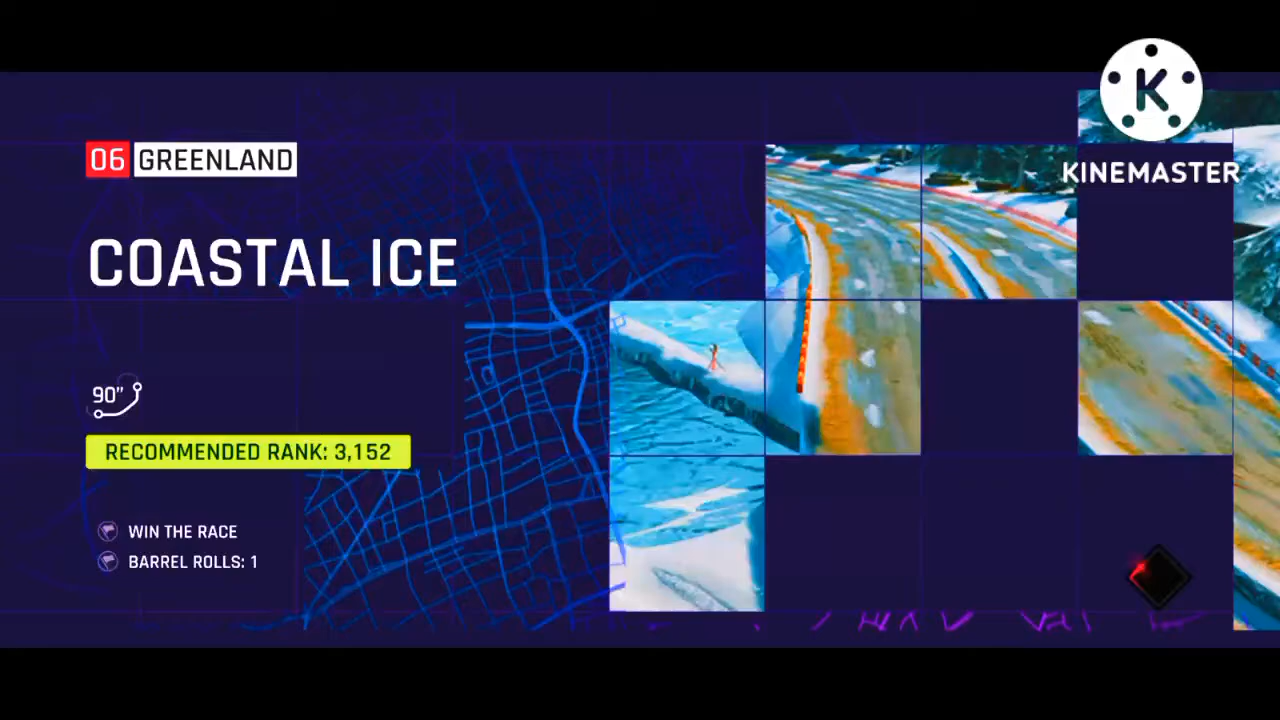 06 GREENLAND
COASTAL ICE
90"
RECOMMENDED RANK: 3,152
WIN THE RACE
BARREL ROLLS: 1
K
KINEMASTER